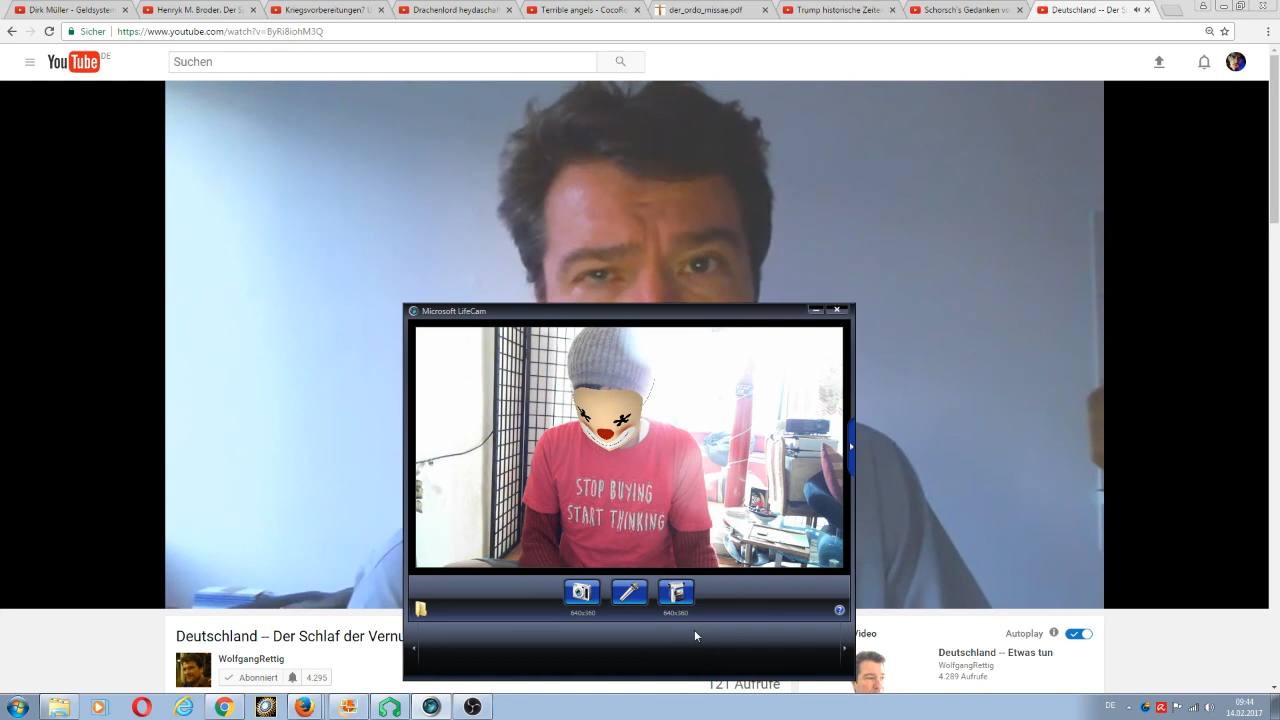 Dirk Müller - Geldsystem
Henryk M. Broder. Der S
Kriegsvorbereitungen? U
Drachenlord heydaschaf
Terrible angels - CocoR
der_ordo_missae.pdf
Trump historische Zeiten
Schorsch's Gedanken vo
Deutschland -- Der S
Sicher
https://www.youtube.com/watch?v=ByRi8iohM3Q
YouTube DE
Suchen
Microsoft LifeCam
STOP BUYING
START THINKING
640x360
640x360
Deutschland -- Der Schlaf der Vernu
WolfgangRettig
Abonniert
4.295
121 Aufrufe
Video
Autoplay
Deutschland -- Etwas tun
WolfgangRettig
4.289 Aufrufe
DE
09:44
14.02.2017